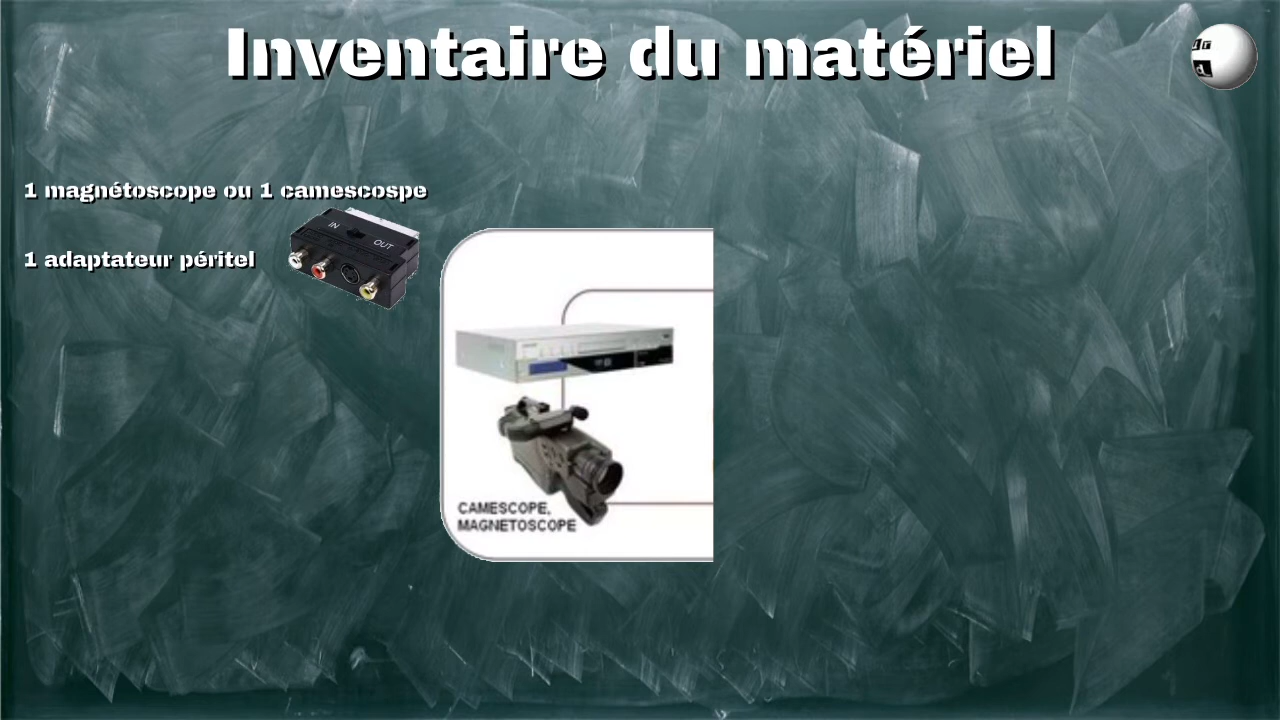 Inventaire du matériel
1 magnétoscope ou 1 camescospe
IN
OUT
1 adaptateur péritel
CAMESCOPE,
MAGNETOSCOPE